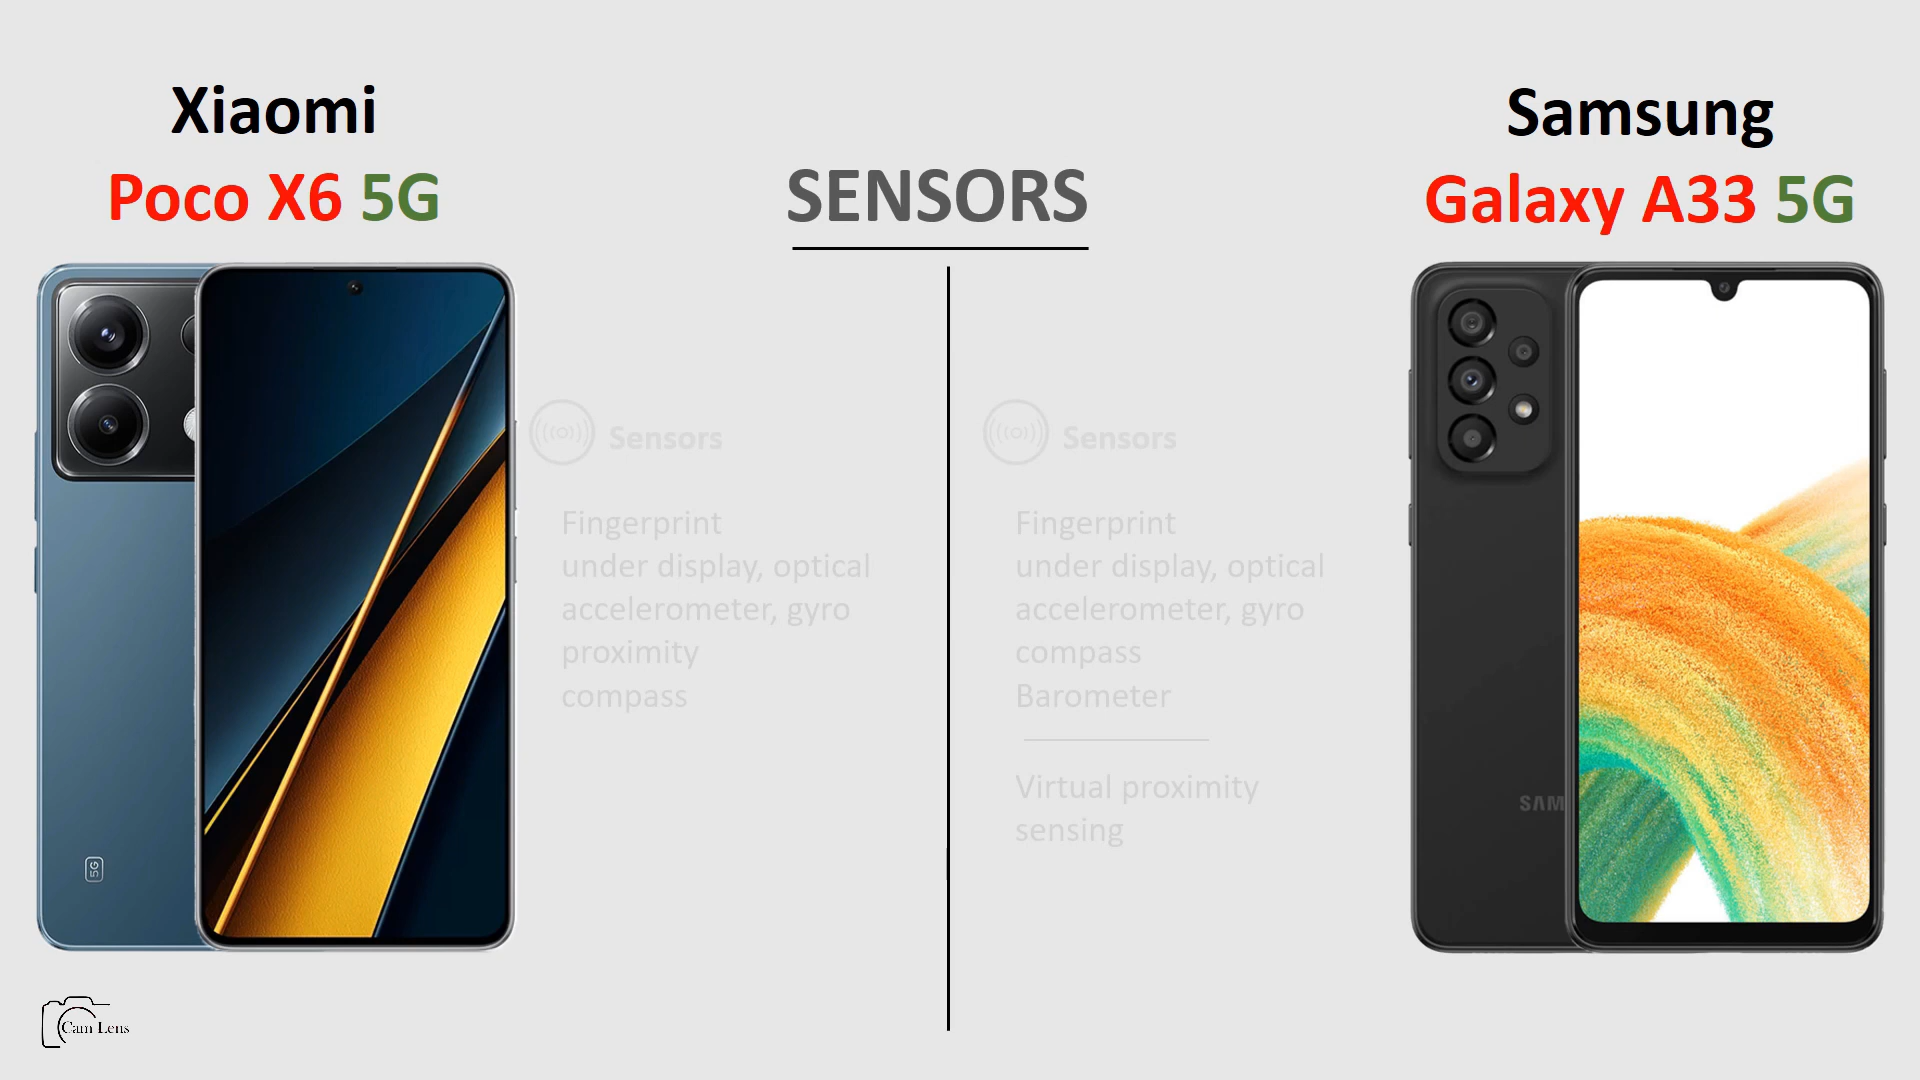 Xiaomi
Poco X6 5G
SENSORS
Samsung
Galaxy A33 5G
Sensors
Fingerprint
under display, optical
accelerometer, gyro
proximity
compass
Sensors
Fingerprint
under display, optical
accelerometer, gyro
compass
Barometer
Virtual proximity
sensing
5G
SAM
Cam Lens